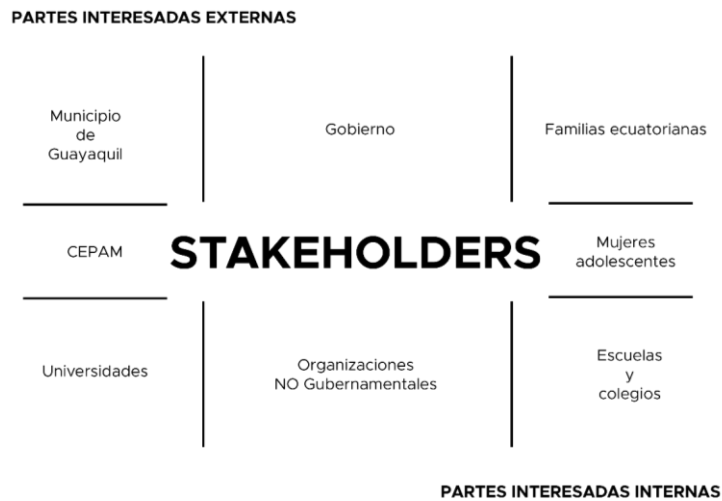 PARTES INTERESADAS EXTERNAS
Municipio
de
Guayaquil
Gobierno
Familias ecuatorianas
CEPAM
STAKEHOLDERS
Mujeres
adolescentes
Universidades
Organizaciones
NO Gubernamentales
Escuelas
y
colegios
PARTES INTERESADAS INTERNAS